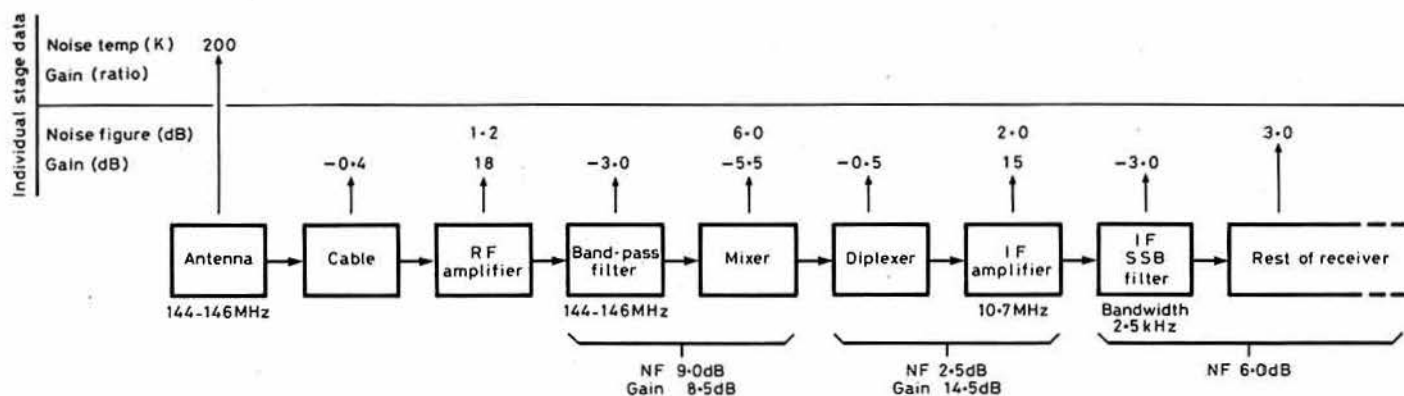 Individual stage data
Noise temp (K) 200
Gain (ratio)
Noise figure (dB) 1·2 6·0 2·0 3·0
Gain (dB) -0·4 18 -3·0 -5·5 -0·5 15 -3·0
Antenna
Cable
RF
amplifier
Band-pass
filter
Mixer
Diplexer
IF
amplifier
IF
SSB
filter
Rest of receiver
144-146MHz
144-146MHz
10·7MHz
Bandwidth
2·5kHz
NF 9·0dB
Gain 8·5dB
NF 2·5dB
Gain 14·5dB
NF 6·0dB